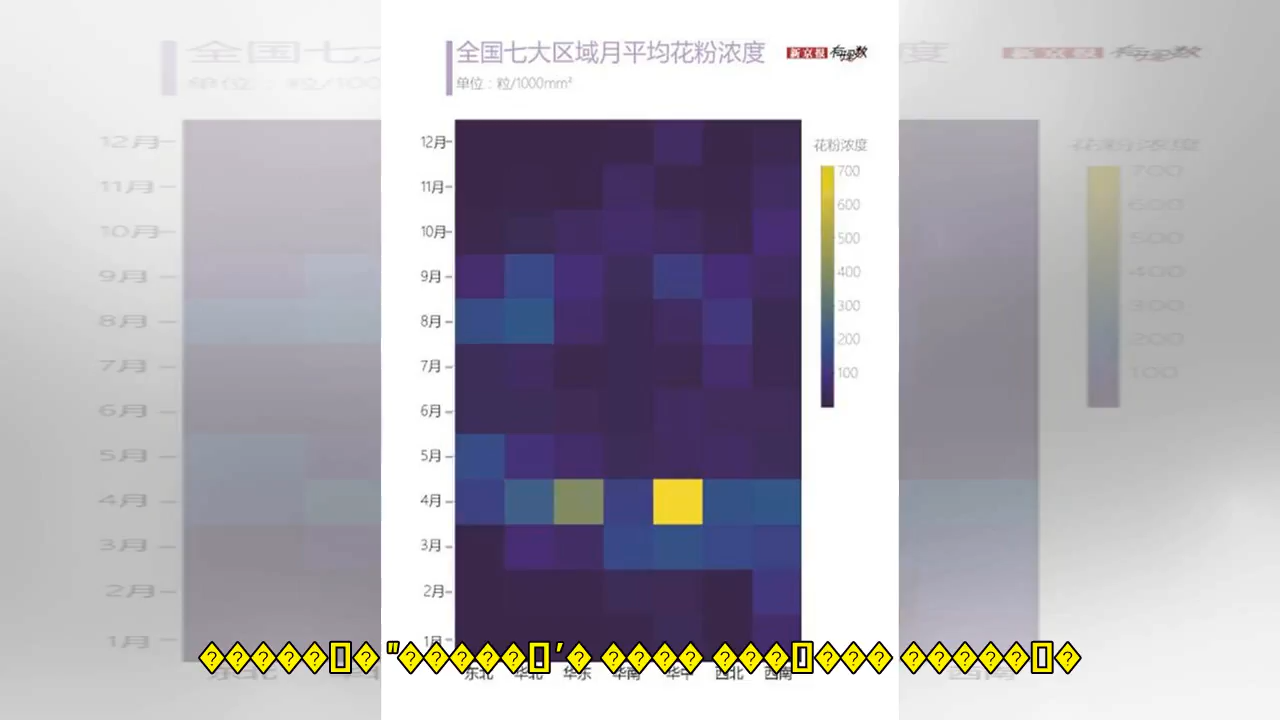 全国七大区域月平均花粉浓度
新京报 有理数
单位：粒/1000mm²
花粉浓度
12月
11月
10月
9月
8月
7月
6月
5月
4月
3月
2月
1月
700
600
500
400
300
200
100
东北 华北 华东 华南 华中 西北 西南